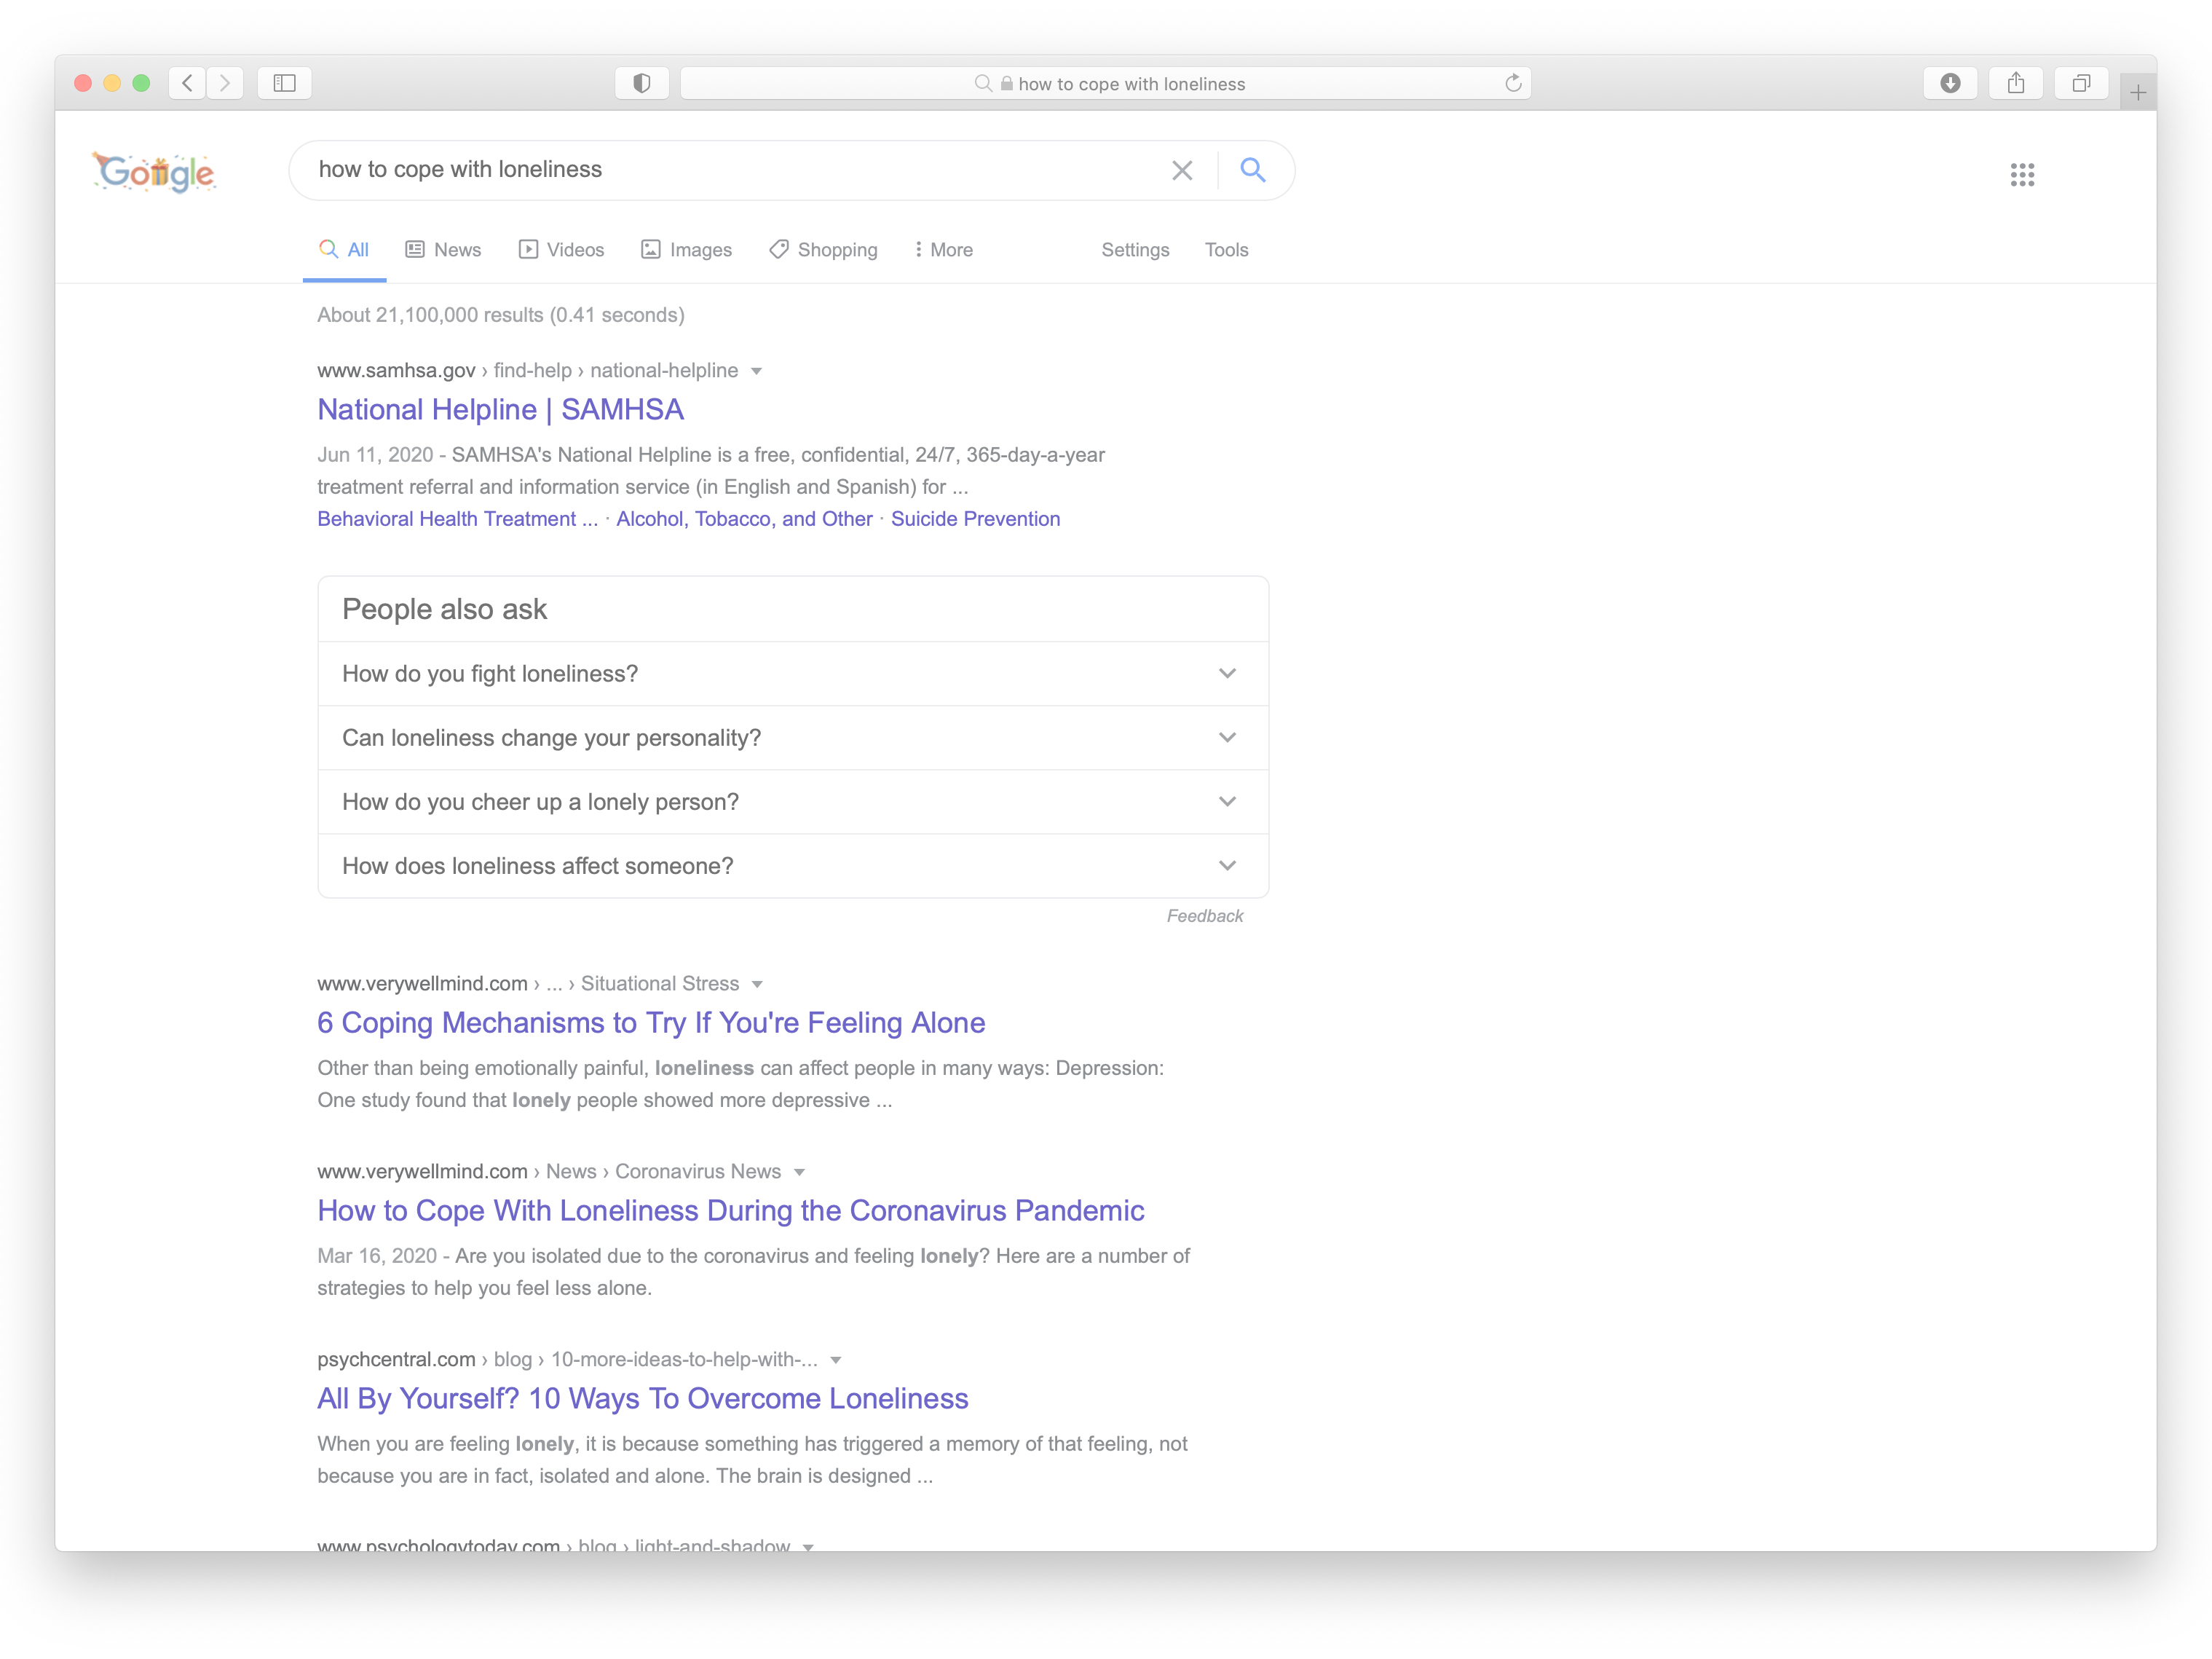 how to cope with loneliness
Google
how to cope with loneliness
All News Videos Images Shopping More Settings Tools
About 21,100,000 results (0.41 seconds)
www.samhsa.gov › find-help › national-helpline
National Helpline | SAMHSA
Jun 11, 2020 - SAMHSA's National Helpline is a free, confidential, 24/7, 365-day-a-year
treatment referral and information service (in English and Spanish) for ...
Behavioral Health Treatment ... · Alcohol, Tobacco, and Other · Suicide Prevention
People also ask
How do you fight loneliness?
Can loneliness change your personality?
How do you cheer up a lonely person?
How does loneliness affect someone?
Feedback
www.verywellmind.com › ... › Situational Stress
6 Coping Mechanisms to Try If You're Feeling Alone
Other than being emotionally painful, loneliness can affect people in many ways: Depression:
One study found that lonely people showed more depressive ...
www.verywellmind.com › News › Coronavirus News
How to Cope With Loneliness During the Coronavirus Pandemic
Mar 16, 2020 - Are you isolated due to the coronavirus and feeling lonely? Here are a number of
strategies to help you feel less alone.
psychcentral.com › blog › 10-more-ideas-to-help-with-...
All By Yourself? 10 Ways To Overcome Loneliness
When you are feeling lonely, it is because something has triggered a memory of that feeling, not
because you are in fact, isolated and alone. The brain is designed ...
www.psychologytoday.com › blog › light-and-shadow